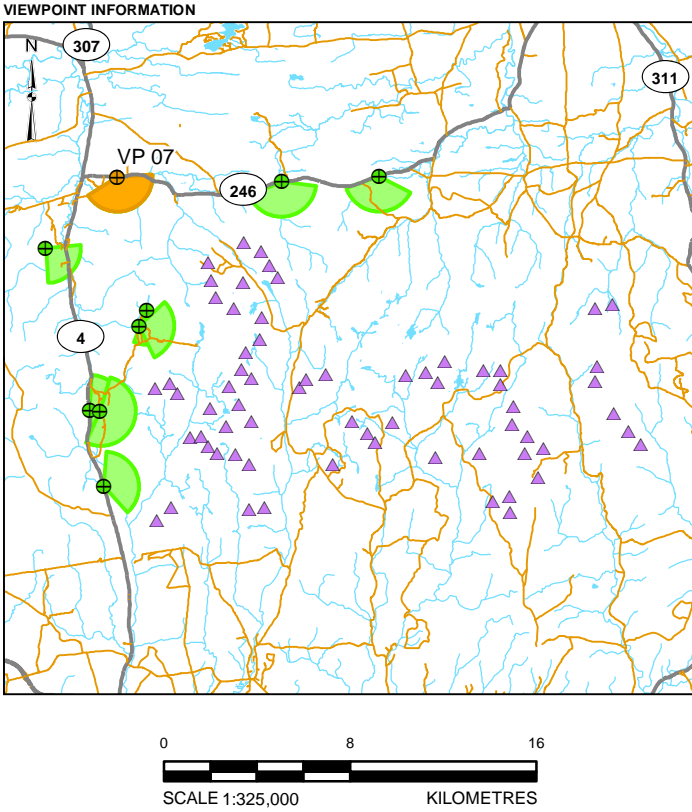 VIEWPOINT INFORMATION
N
307
311
VP 07
246
4
0 8 16
SCALE 1:325,000 KILOMETRES